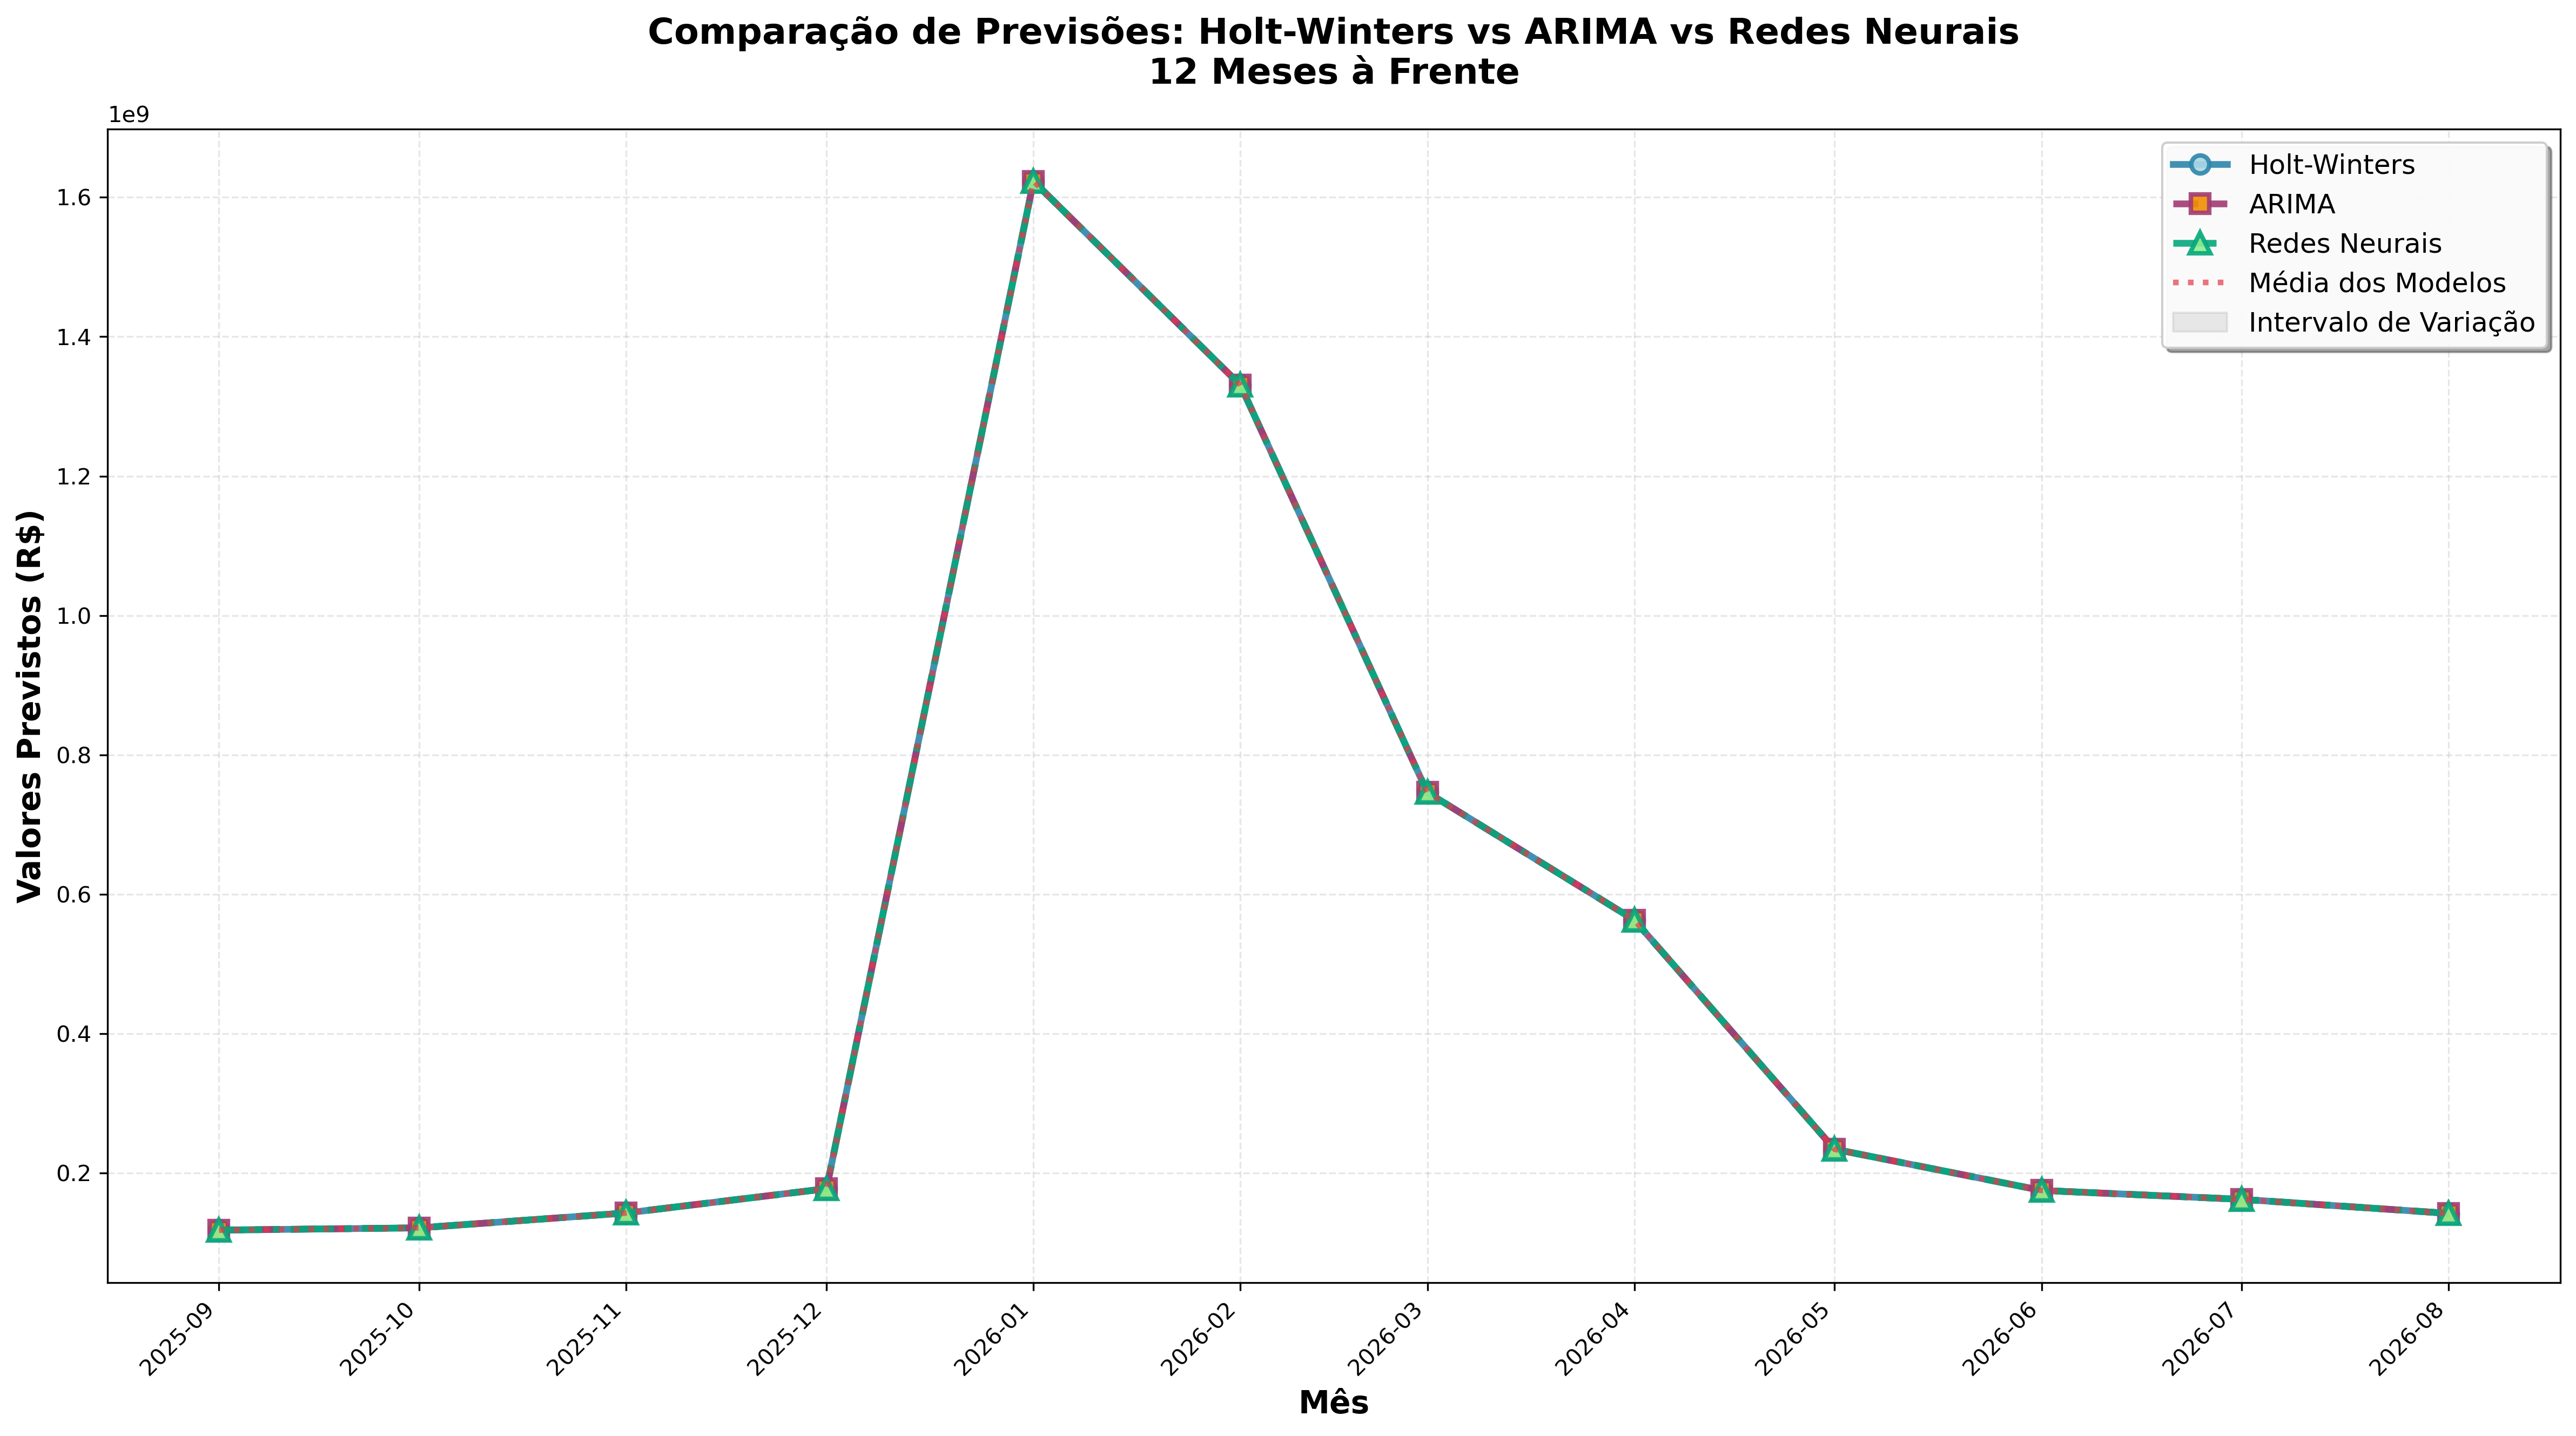 Comparação de Previsões: Holt-Winters vs ARIMA vs Redes Neurais
12 Meses à Frente
1e9
Holt-Winters
ARIMA
Redes Neurais
Média dos Modelos
Intervalo de Variação
1.6
1.4
1.2
1.0
0.8
0.6
0.4
0.2
Valores Previstos (R$)
2025-09
2025-10
2025-11
2025-12
2026-01
2026-02
2026-03
2026-04
2026-05
2026-06
2026-07
2026-08
Mês